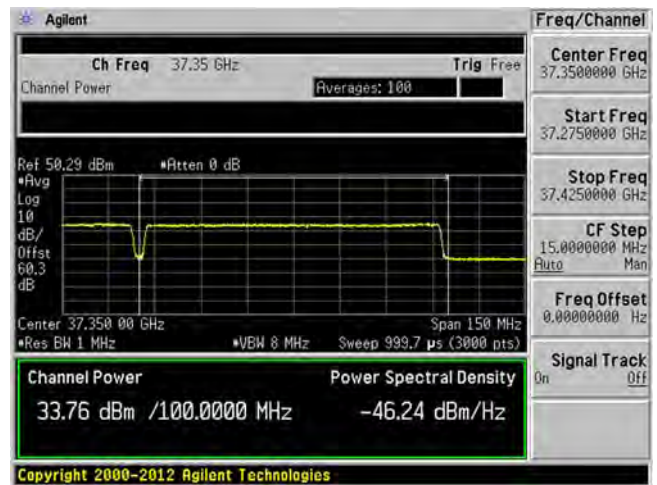 Agilent
Freq/Channel
Ch Freq 37.35 GHz Trig Free
Channel Power Averages: 100
Center Freq
37.3500000 GHz
Start Freq
37.2750000 GHz
Stop Freq
37.4250000 GHz
CF Step
15.0000000 MHz
Auto Man
Freq Offset
0.00000000 Hz
Signal Track
On Off
Ref 50.29 dBm *Atten 0 dB
*Avg
Log
10
dB/
Offst
60.3
dB
Center 37.350 00 GHz Span 150 MHz
*Res BW 1 MHz *VBW 8 MHz Sweep 999.7 µs (3000 pts)
Channel Power Power Spectral Density
33.76 dBm /100.0000 MHz -46.24 dBm/Hz
Copyright 2000-2012 Agilent Technologies